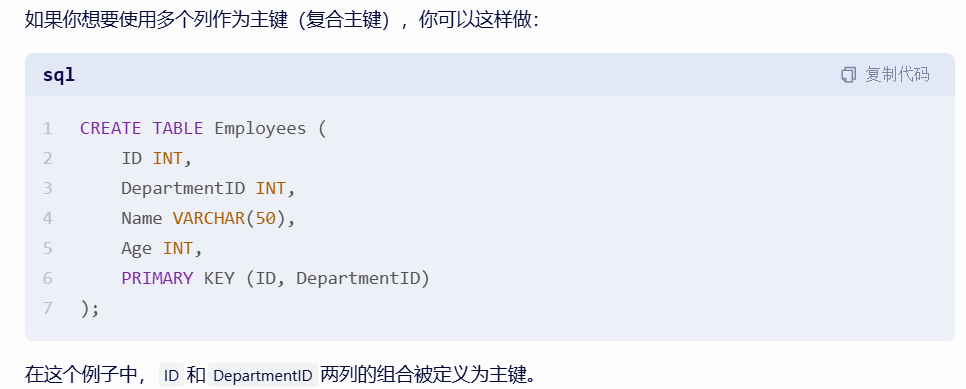 如果你想要使用多个列作为主键（复合主键），你可以这样做：
sql 复制代码
1 CREATE TABLE Employees (
2     ID INT,
3     DepartmentID INT,
4     Name VARCHAR(50),
5     Age INT,
6     PRIMARY KEY (ID, DepartmentID)
7 );
在这个例子中， ID 和 DepartmentID 两列的组合被定义为主键。